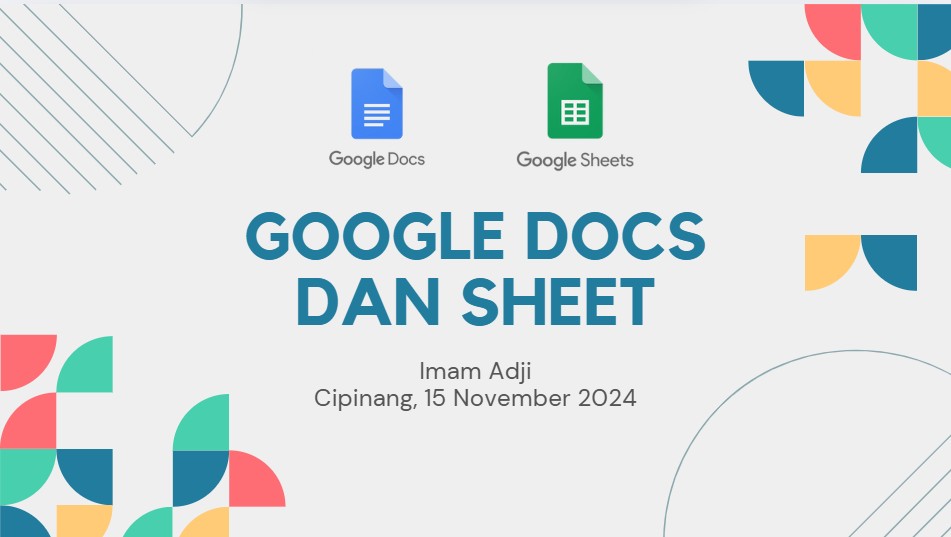 Google Docs
Google Sheets
GOOGLE DOCS
DAN SHEET
Imam Adji
Cipinang, 15 November 2024